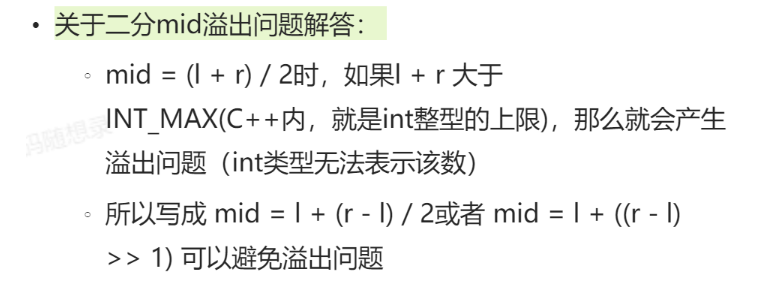 • 关于二分mid溢出问题解答：
◦ mid = (l + r) / 2时，如果l + r 大于
INT_MAX(C++内，就是int整型的上限)，那么就会产生
溢出问题（int类型无法表示该数）
◦ 所以写成 mid = l + (r - l) / 2或者 mid = l + ((r - l)
>> 1) 可以避免溢出问题